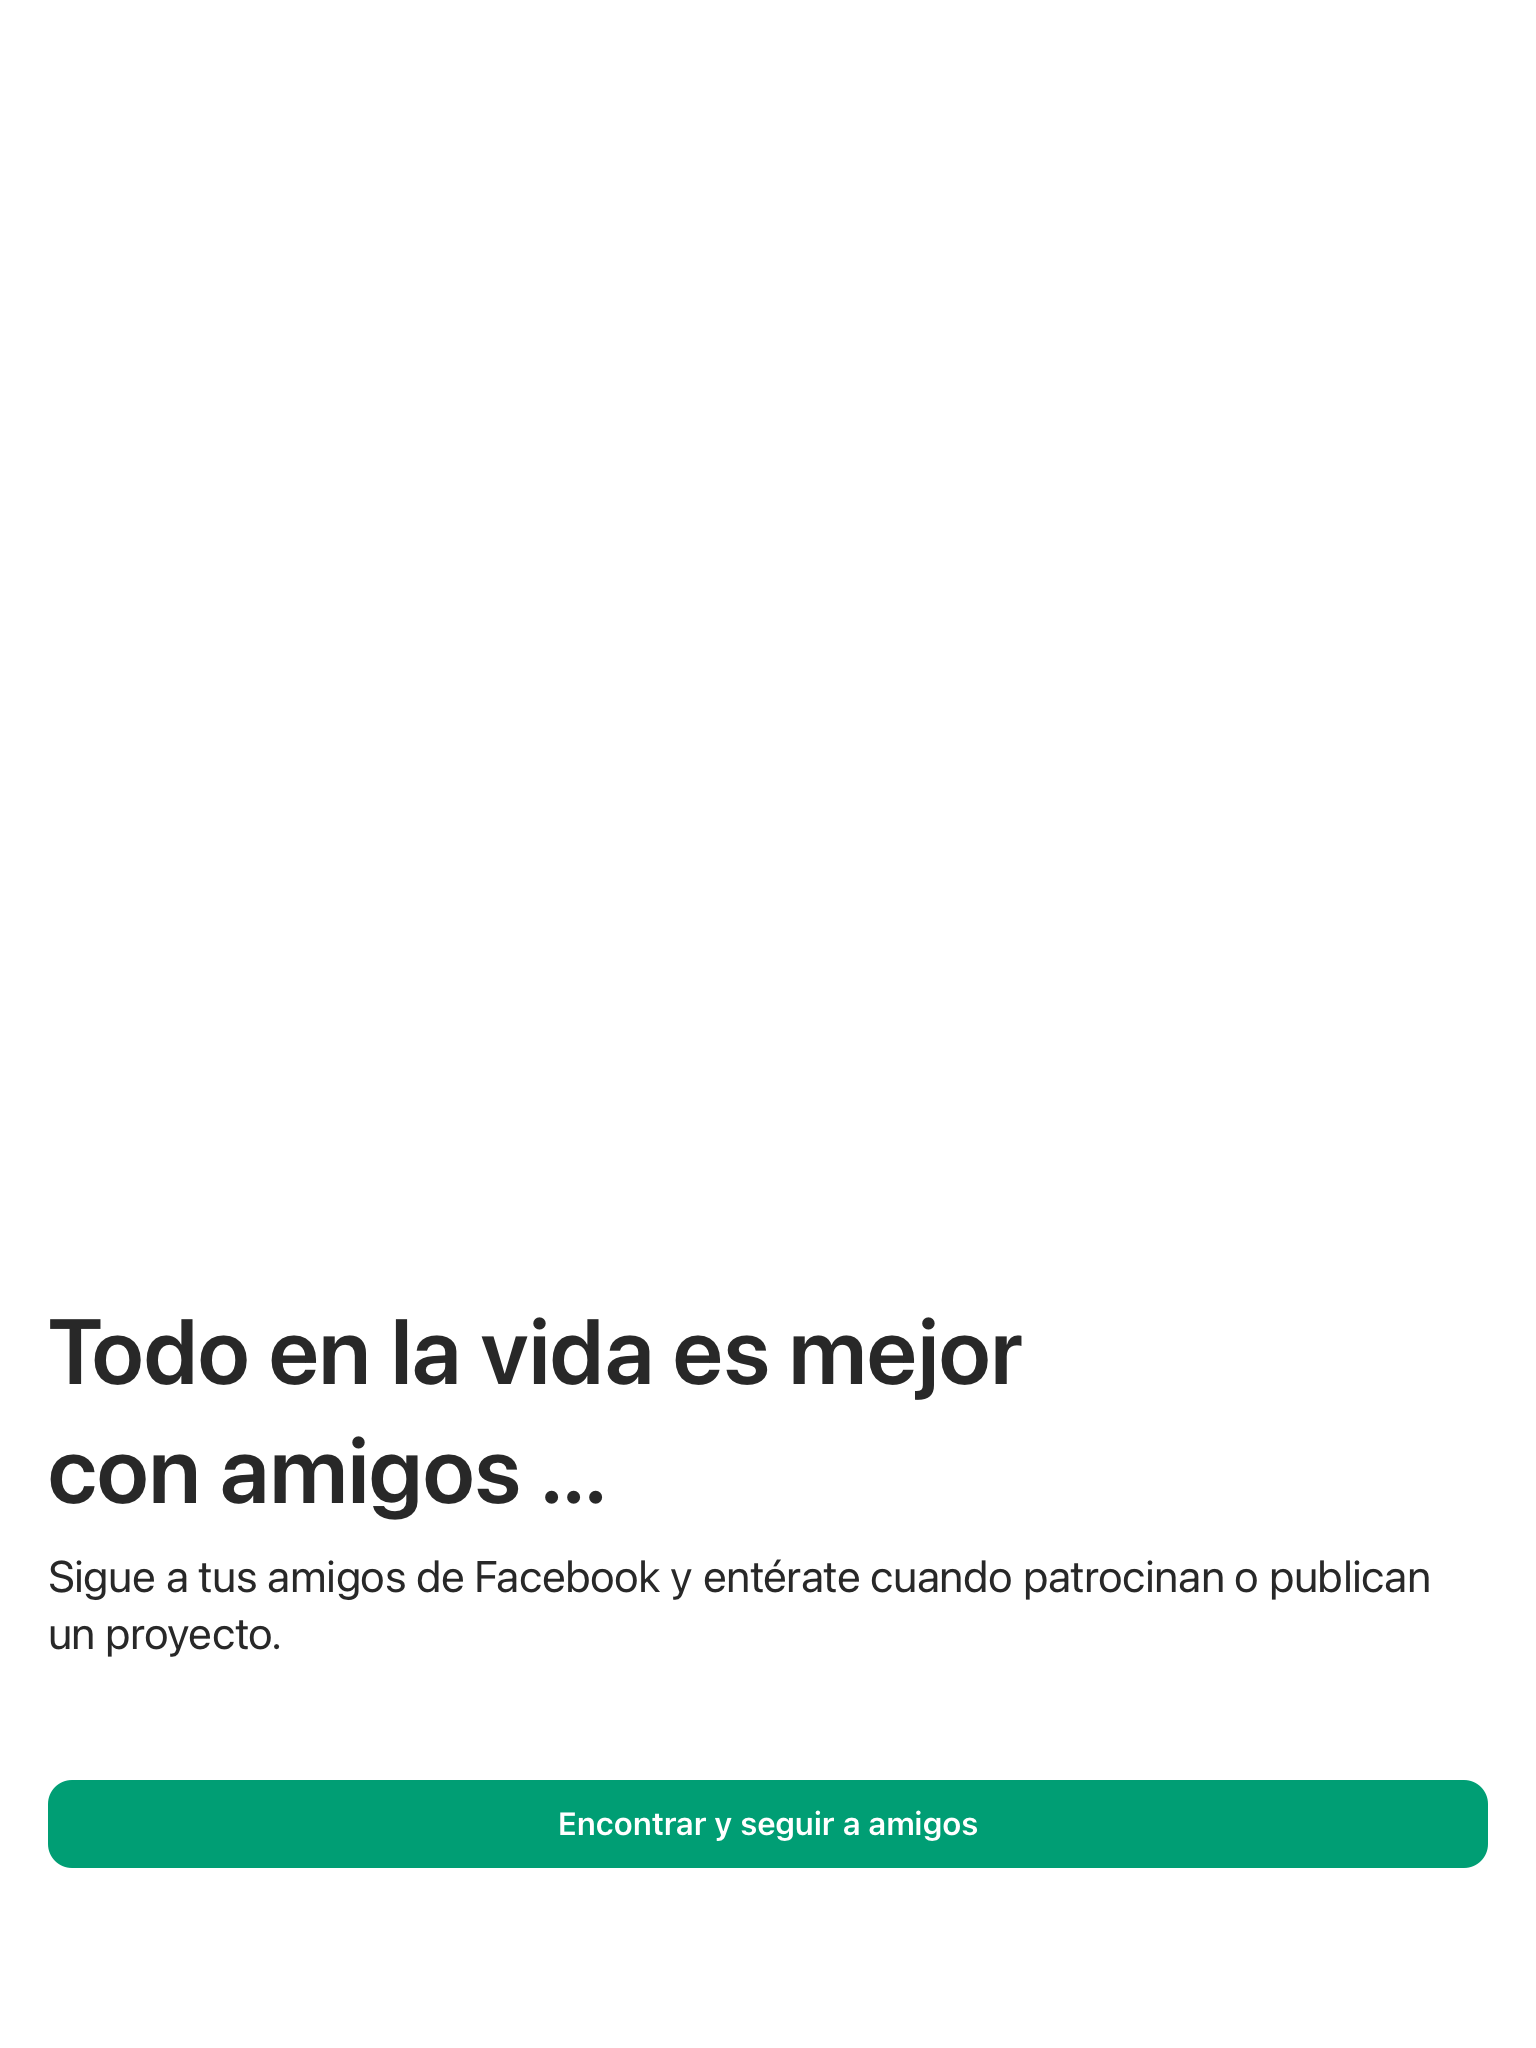 Todo en la vida es mejor
con amigos ...
Sigue a tus amigos de Facebook y entérate cuando patrocinan o publican
un proyecto.
Encontrar y seguir a amigos